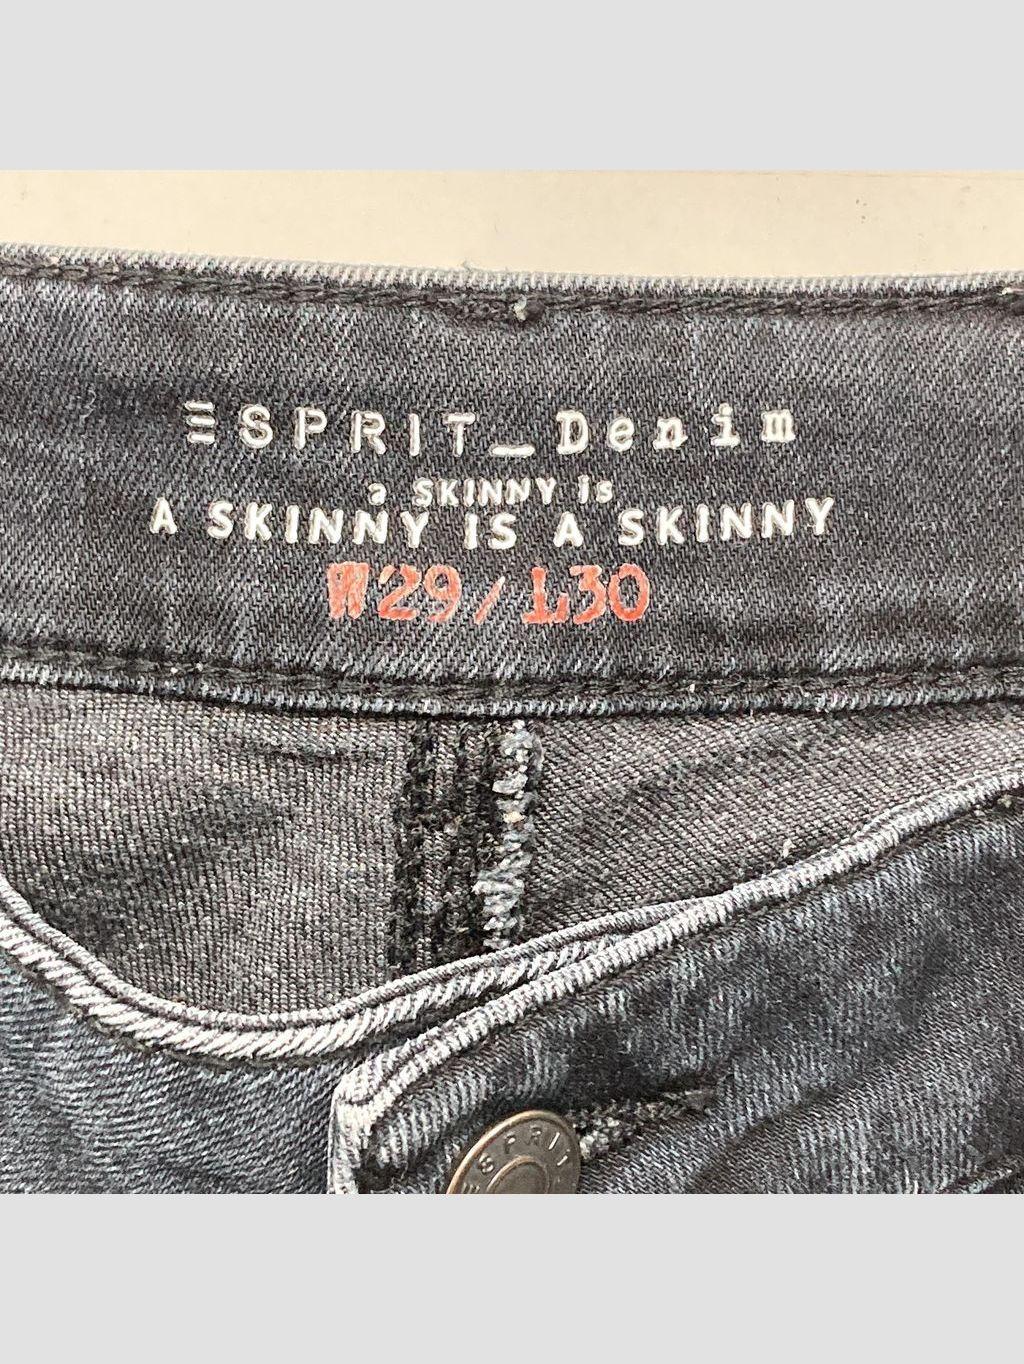 ESPRIT_Denim
a SKINNY is
A SKINNY IS A SKINNY
W29/L30
ESPRIT